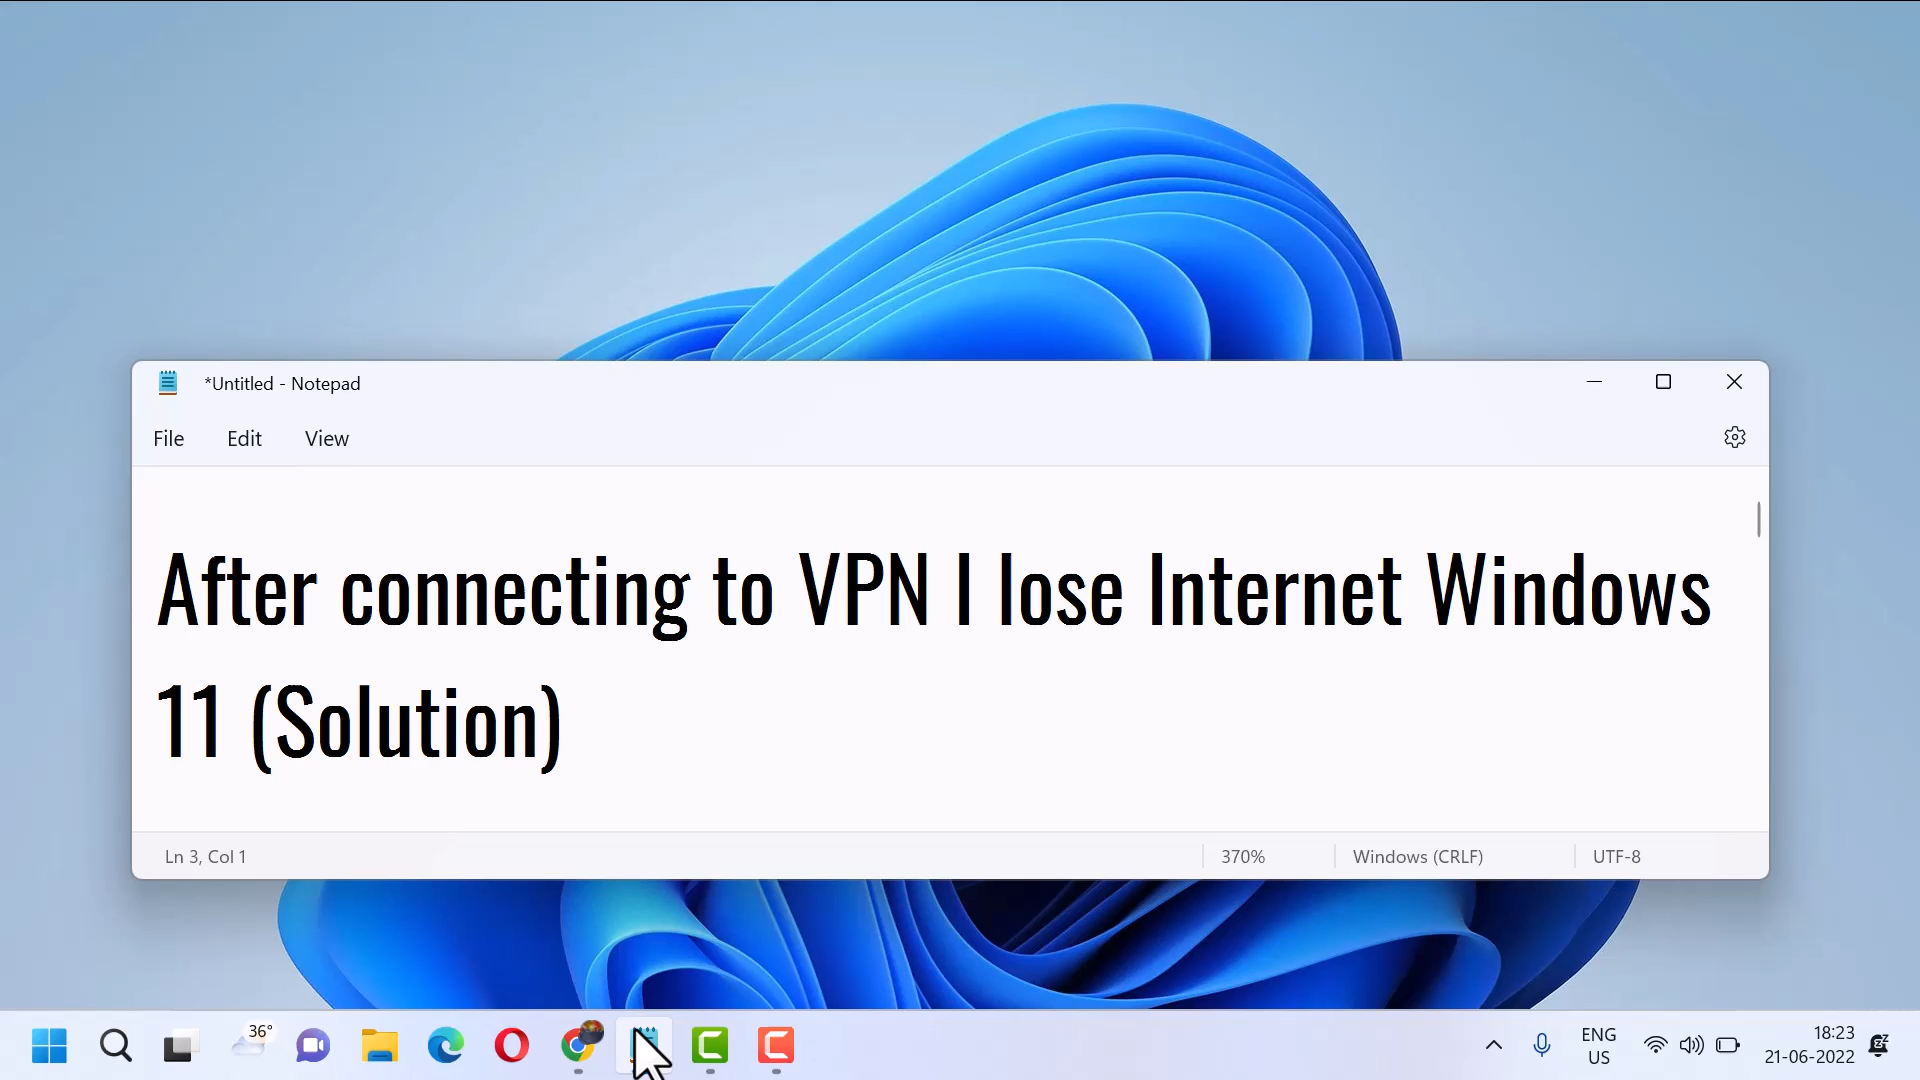 *Untitled - Notepad
File Edit View
After connecting to VPN I lose Internet Windows
11 (Solution)
Ln 3, Col 1 370% Windows (CRLF) UTF-8
36°
ENG
US
18:23
21-06-2022